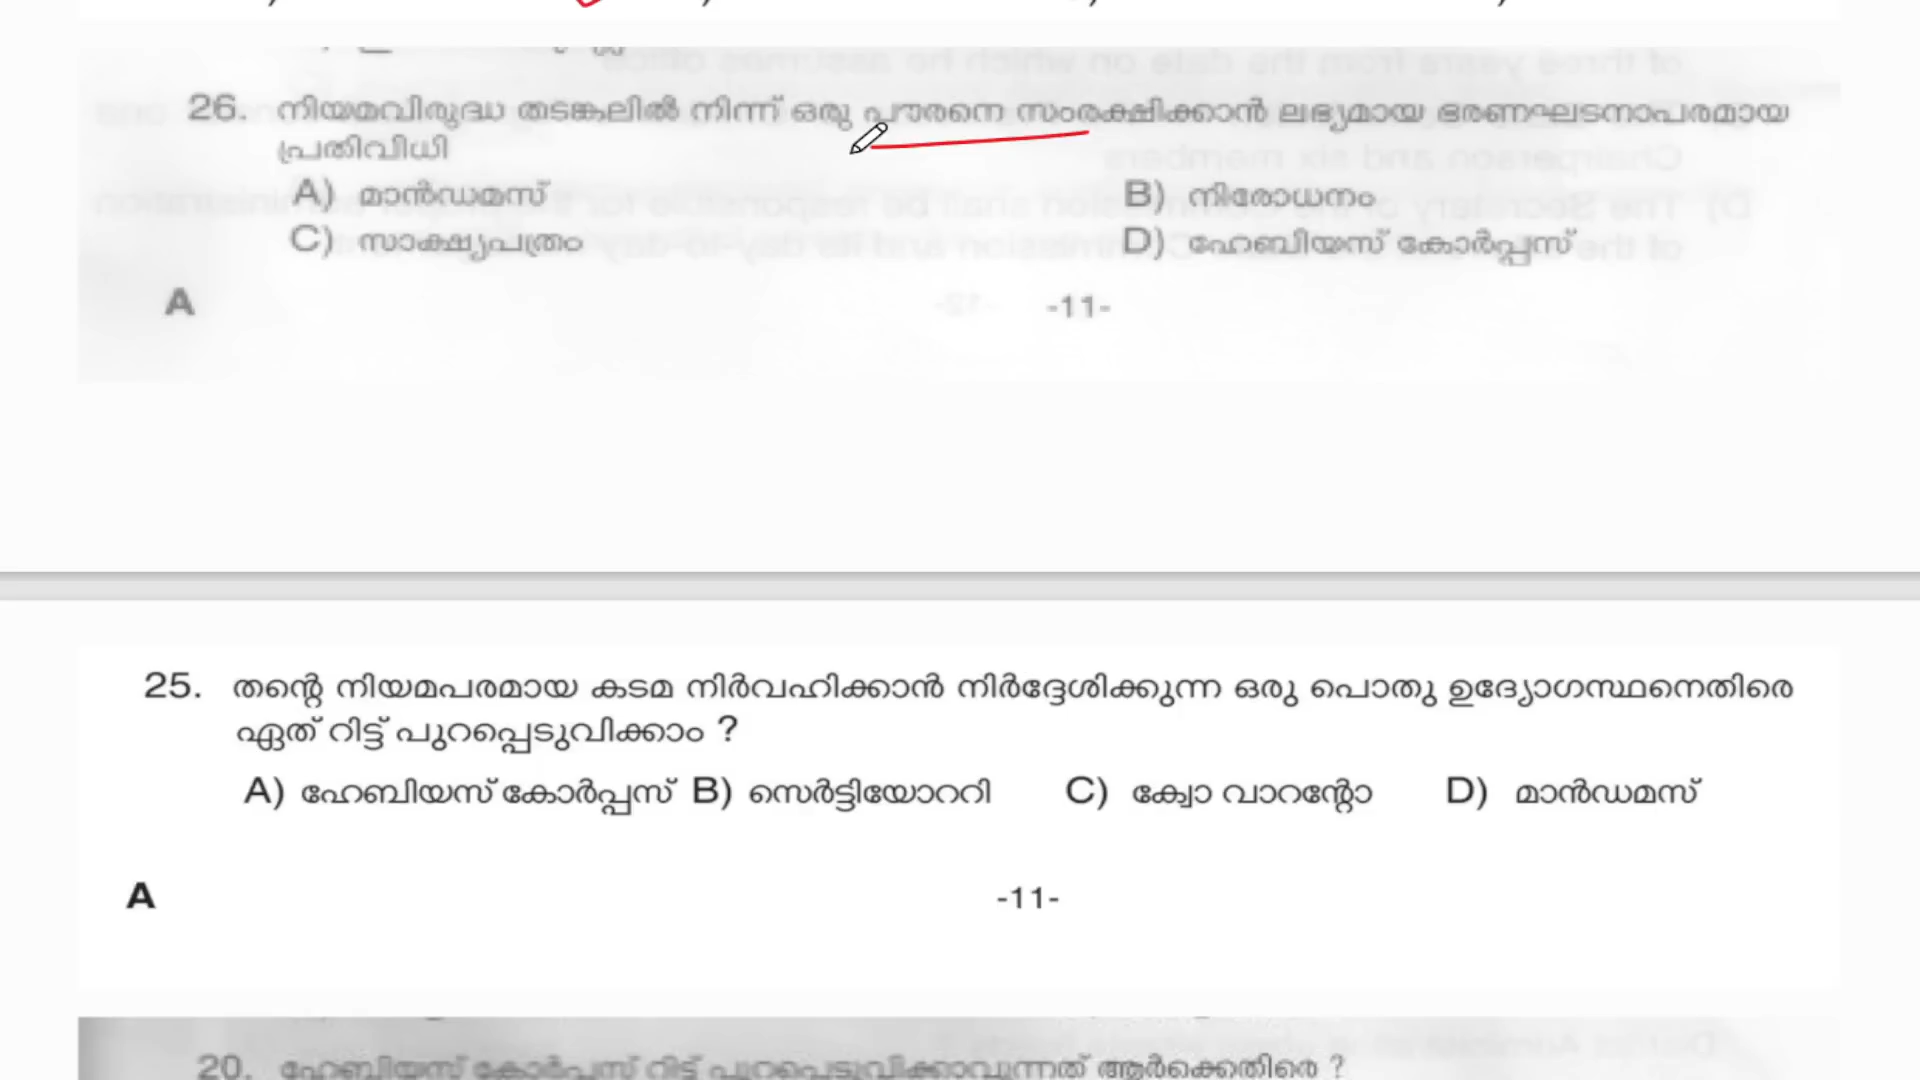 26. നിയമവിരുദ്ധ തടങ്കലിൽ നിന്ന് ഒരു പൗരനെ സംരക്ഷിക്കാൻ ലഭ്യമായ ഭരണഘടനാപരമായ
പ്രതിവിധി
A) മാൻഡമസ് B) നിരോധനം
C) സാക്ഷ്യപത്രം D) ഹേബിയസ് കോർപ്പസ്
A -11-
25. തന്റെ നിയമപരമായ കടമ നിർവഹിക്കാൻ നിർദ്ദേശിക്കുന്ന ഒരു പൊതു ഉദ്യോഗസ്ഥനെതിരെ
ഏത് റിട്ട് പുറപ്പെടുവിക്കാം ?
A) ഹേബിയസ് കോർപ്പസ് B) സെർട്ടിയോററി C) ക്വോ വാറന്റോ D) മാൻഡമസ്
A -11-
20. ഹേബിയസ് കോർപ്പസ് റിട്ട് പുറപ്പെടുവിക്കാവുന്നത് ആർക്കെതിരെ ?